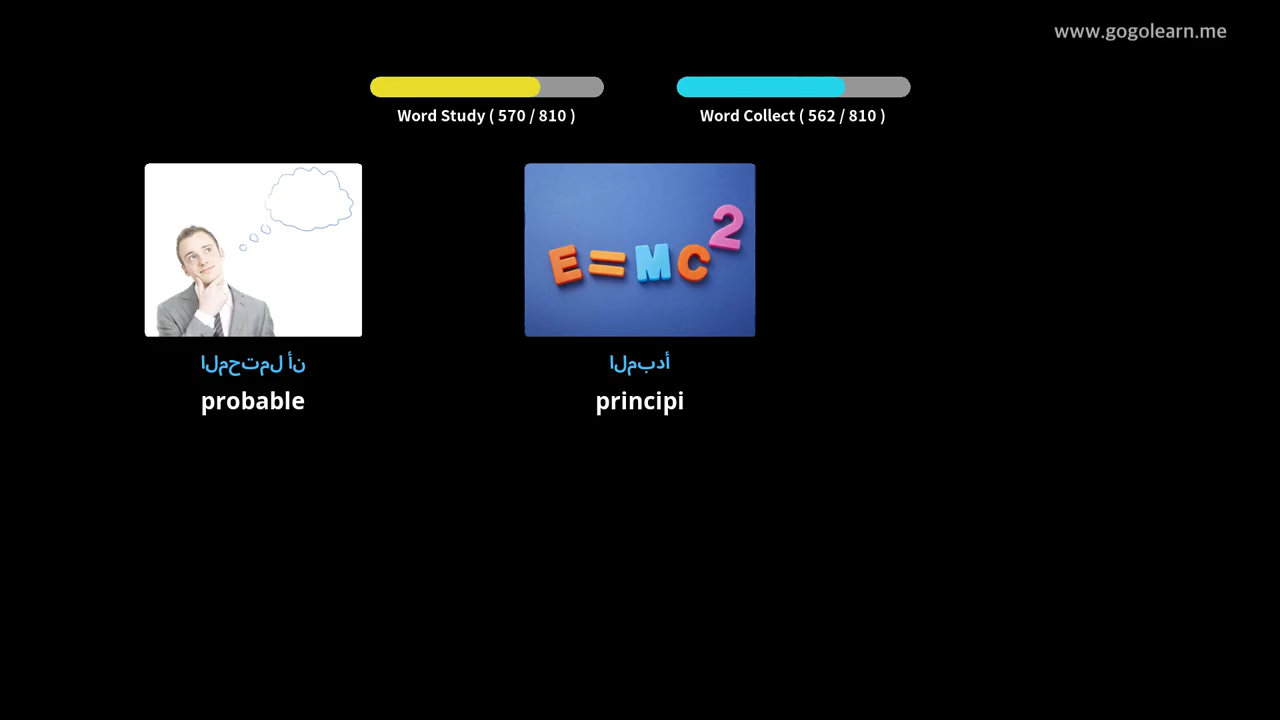 www.gogolearn.me
Word Study ( 570 / 810 )
Word Collect ( 562 / 810 )
المحتمل أن
probable
المبدأ
principi
E=MC2